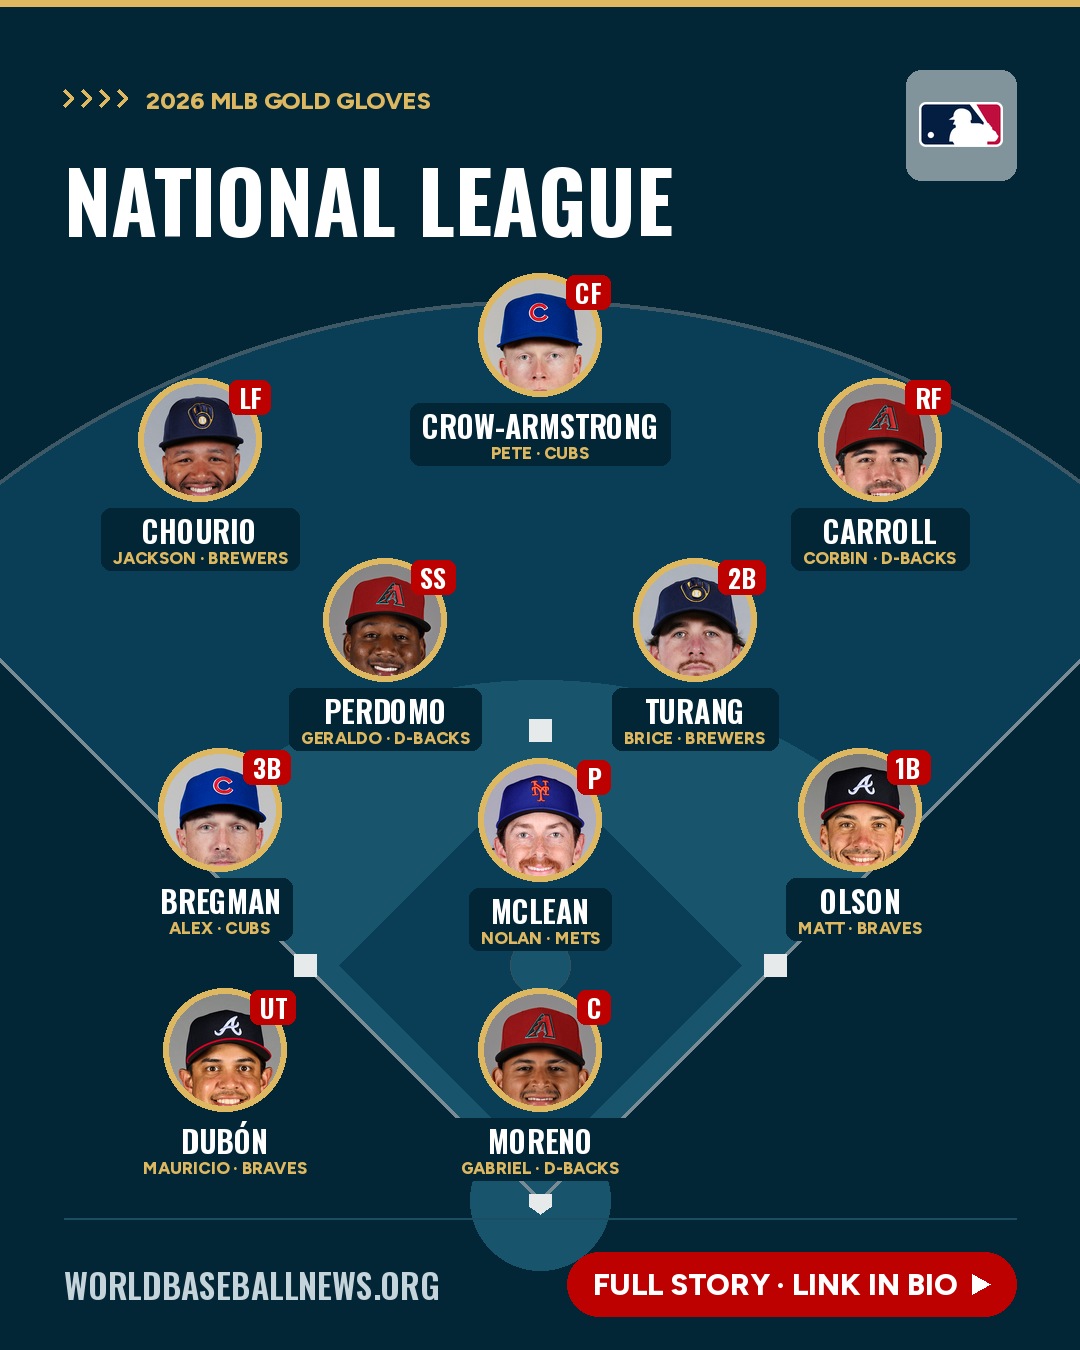 >>>> 2026 MLB GOLD GLOVES
NATIONAL LEAGUE
CF
CROW-ARMSTRONG
PETE · CUBS
LF
CHOURIO
JACKSON · BREWERS
RF
CARROLL
CORBIN · D-BACKS
SS
PERDOMO
GERALDO · D-BACKS
2B
TURANG
BRICE · BREWERS
3B
BREGMAN
ALEX · CUBS
P
MCLEAN
NOLAN · METS
1B
OLSON
MATT · BRAVES
UT
DUBÓN
MAURICIO · BRAVES
C
MORENO
GABRIEL · D-BACKS
WORLDBASEBALLNEWS.ORG
FULL STORY · LINK IN BIO ▶